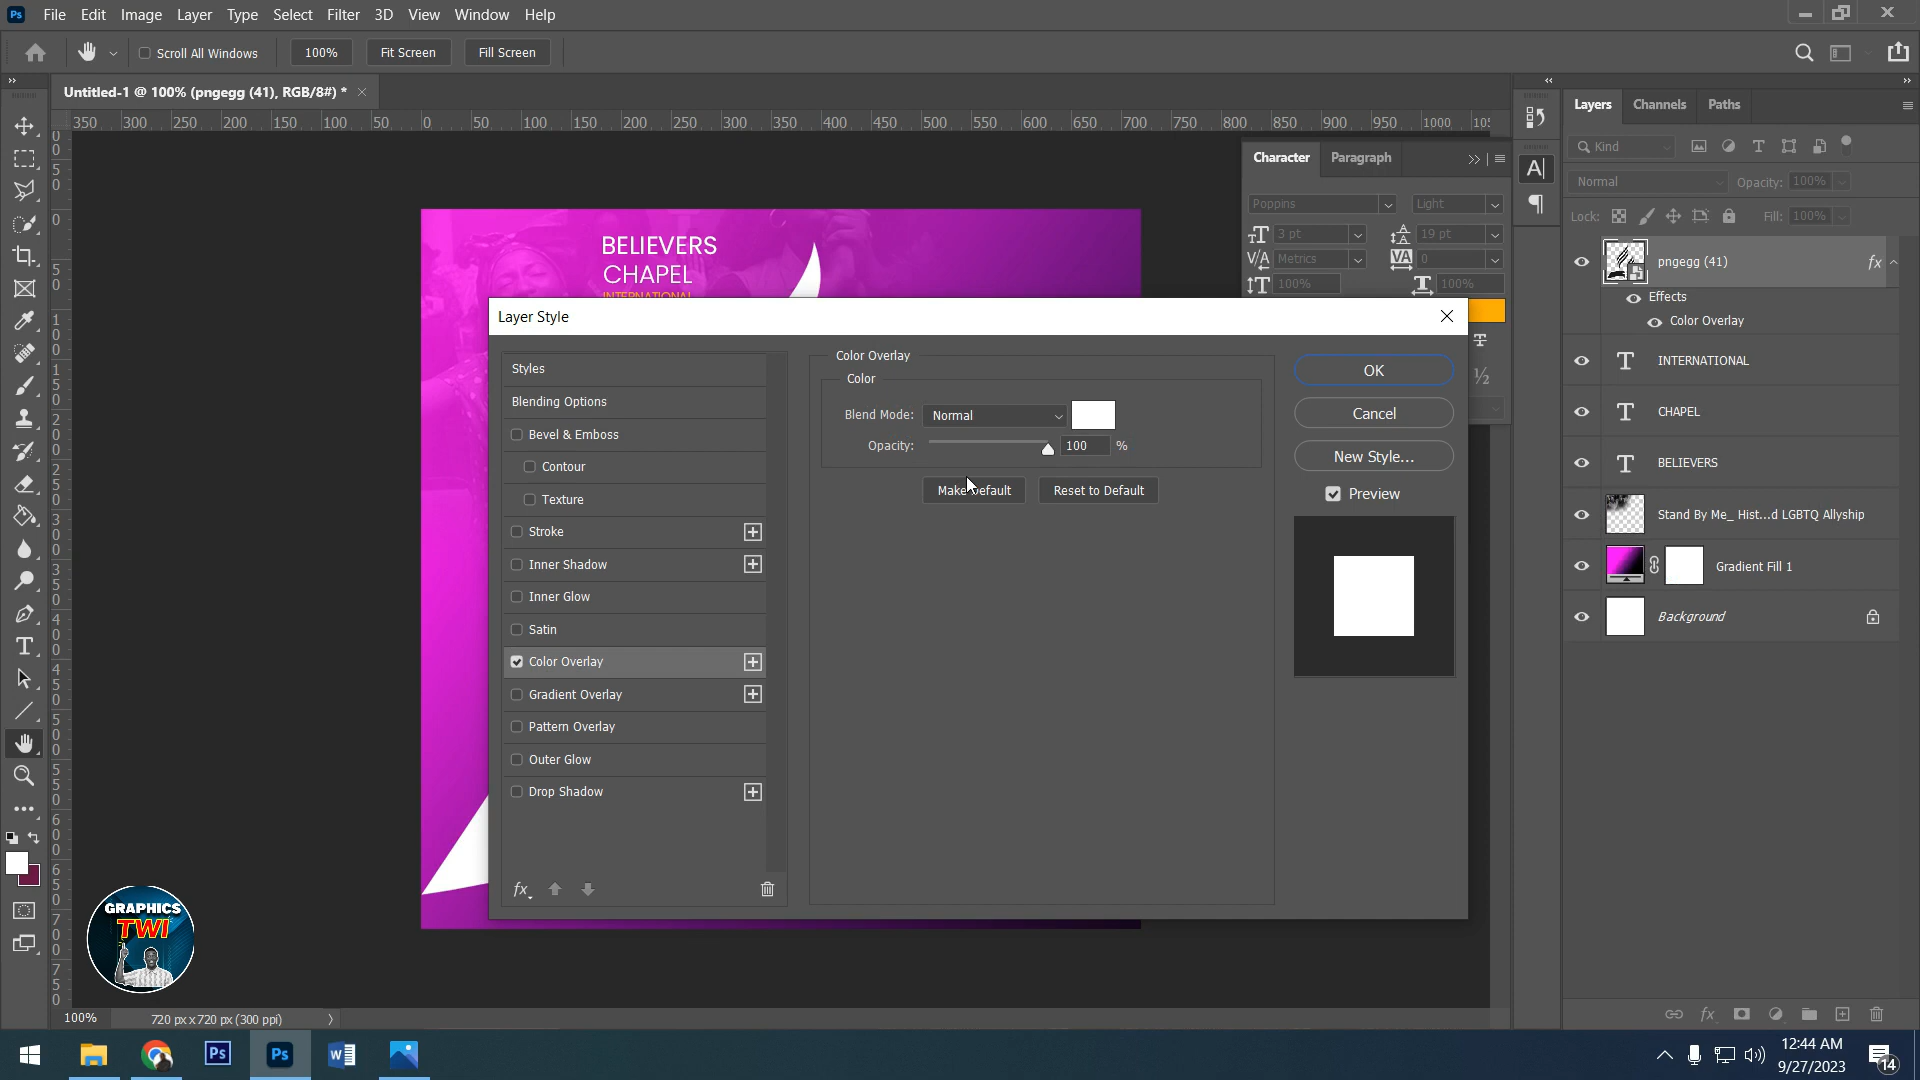 Ps File Edit Image Layer Type Select Filter 3D View Window Help
Scroll All Windows 100% Fit Screen Fill Screen
Untitled-1 @ 100% (pngegg (41), RGB/8#) *
350 300 250 200 150 100 50 0 50 100 150 200 250 300 350 400 450 500 550 600 650 700 750 800 850 900 950 1000
BELIEVERS
CHAPEL
INTERNATIONAL
Character Paragraph
Poppins Light
3 pt 19 pt
Metrics 0
100% 100%
Layer Style
Styles
Blending Options
Bevel & Emboss
Contour
Texture
Stroke
Inner Shadow
Inner Glow
Satin
Color Overlay
Gradient Overlay
Pattern Overlay
Outer Glow
Drop Shadow
fx
Color Overlay
Color
Blend Mode: Normal
Opacity: 100 %
Make Default Reset to Default
OK
Cancel
New Style...
Preview
Layers Channels Paths
Kind
Normal Opacity: 100%
Lock: Fill: 100%
pngegg (41) fx
Effects
Color Overlay
INTERNATIONAL
CHAPEL
BELIEVERS
Stand By Me_ Hist...d LGBTQ Allyship
Gradient Fill 1
Background
GRAPHICS
TWI
100% 720 px x 720 px (300 ppi)
Ps Ps
12:44 AM
9/27/2023
14